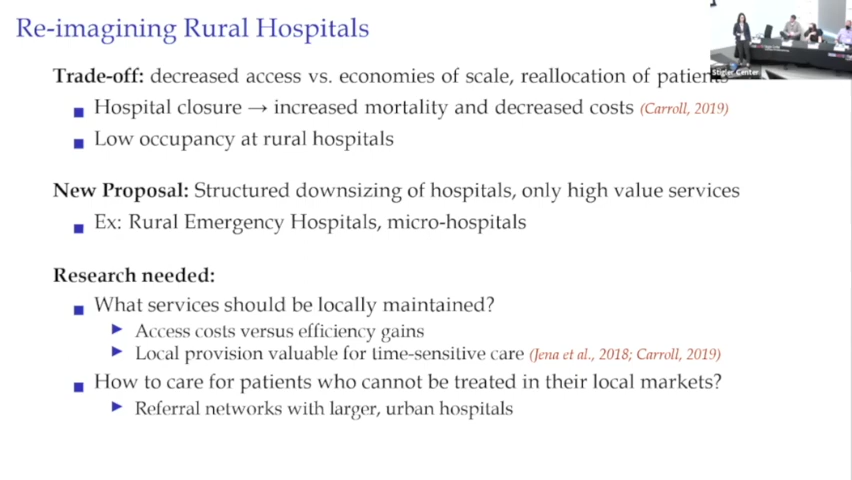 Re-imagining Rural Hospitals
Trade-off: decreased access vs. economies of scale, reallocation of patients
■ Hospital closure → increased mortality and decreased costs (Carroll, 2019)
■ Low occupancy at rural hospitals
New Proposal: Structured downsizing of hospitals, only high value services
■ Ex: Rural Emergency Hospitals, micro-hospitals
Research needed:
■ What services should be locally maintained?
▶ Access costs versus efficiency gains
▶ Local provision valuable for time-sensitive care (Jena et al., 2018; Carroll, 2019)
■ How to care for patients who cannot be treated in their local markets?
▶ Referral networks with larger, urban hospitals
Stigler Center